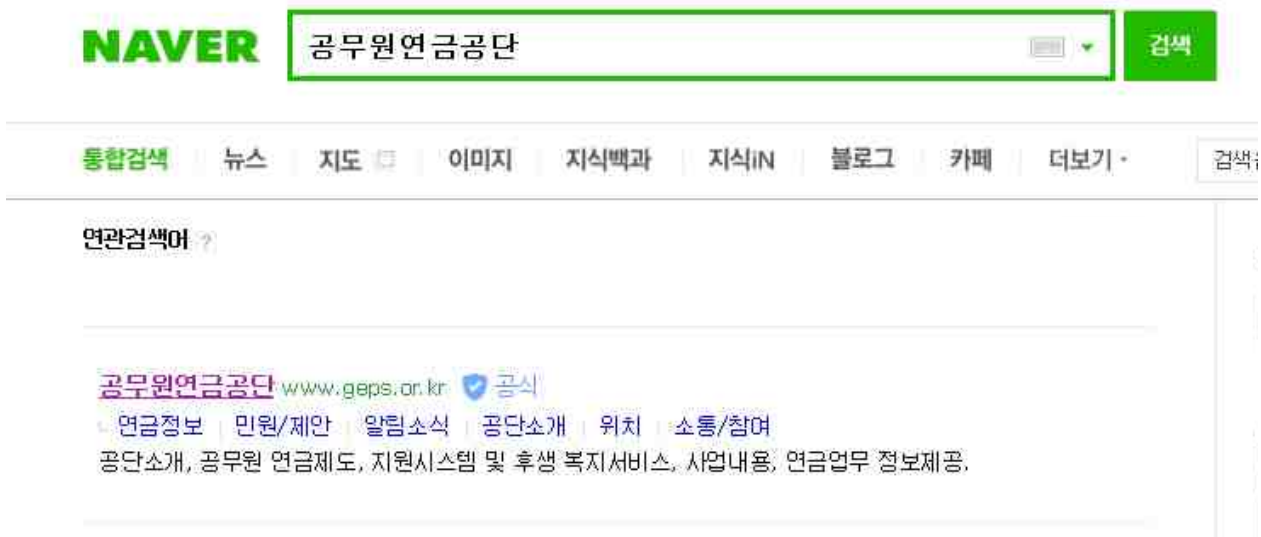 NAVER 공무원연금공단 검색
통합검색 뉴스 지도 이미지 지식백과 지식iN 블로그 카페 더보기
연관검색어 ?
공무원연금공단 www.geps.or.kr 공식
연금정보 민원/제안 알림소식 공단소개 위치 소통/참여
공단소개, 공무원 연금제도, 지원시스템 및 후생 복지서비스, 사업내용, 연금업무 정보제공.